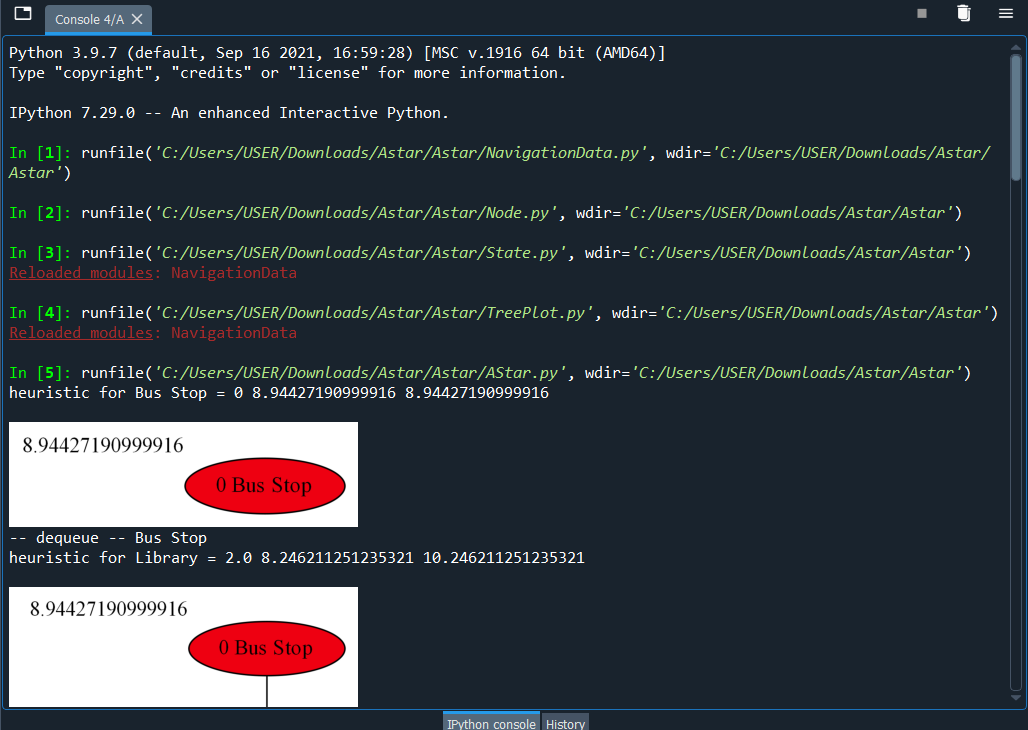 Console 4/A
Python 3.9.7 (default, Sep 16 2021, 16:59:28) [MSC v.1916 64 bit (AMD64)]
Type "copyright", "credits" or "license" for more information.
IPython 7.29.0 -- An enhanced Interactive Python.
In [1]: runfile('C:/Users/USER/Downloads/Astar/Astar/NavigationData.py', wdir='C:/Users/USER/Downloads/Astar/
Astar')
In [2]: runfile('C:/Users/USER/Downloads/Astar/Astar/Node.py', wdir='C:/Users/USER/Downloads/Astar/Astar')
In [3]: runfile('C:/Users/USER/Downloads/Astar/Astar/State.py', wdir='C:/Users/USER/Downloads/Astar/Astar')
Reloaded modules: NavigationData
In [4]: runfile('C:/Users/USER/Downloads/Astar/Astar/TreePlot.py', wdir='C:/Users/USER/Downloads/Astar/Astar')
Reloaded modules: NavigationData
In [5]: runfile('C:/Users/USER/Downloads/Astar/Astar/AStar.py', wdir='C:/Users/USER/Downloads/Astar/Astar')
heuristic for Bus Stop = 0 8.94427190999916 8.94427190999916
8.94427190999916
0 Bus Stop
-- dequeue -- Bus Stop
heuristic for Library = 2.0 8.246211251235321 10.246211251235321
8.94427190999916
0 Bus Stop
IPython console History